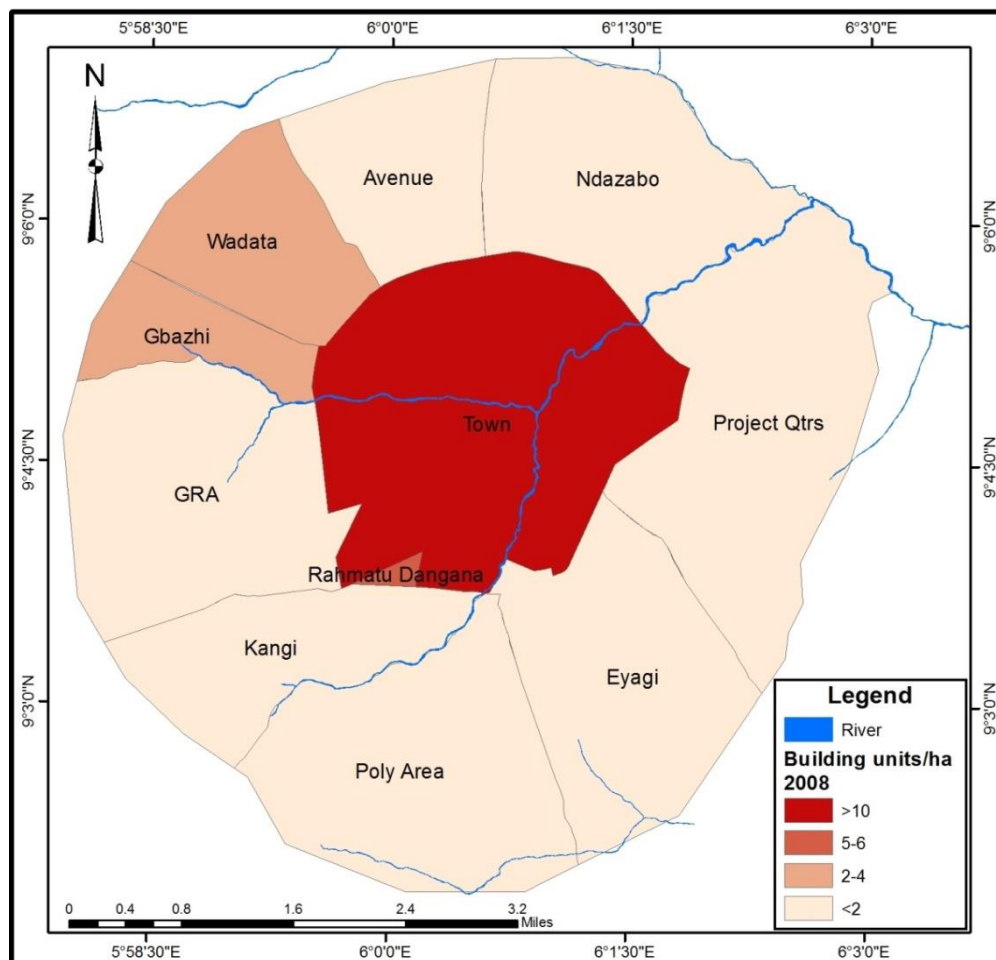 5°58'30"E 6°0'0"E 6°1'30"E 6°3'0"E
N
9°6'0"N
9°6'0"N
Avenue
Ndazabo
Wadata
Gbazhi
Town
Project Qtrs
9°4'30"N
9°4'30"N
GRA
Rahmatu Dangana
Kangi
Eyagi
9°3'0"N
9°3'0"N
Poly Area
Legend
River
Building units/ha
2008
>10
5-6
2-4
<2
0 0.4 0.8 1.6 2.4 3.2
Miles
5°58'30"E 6°0'0"E 6°1'30"E 6°3'0"E